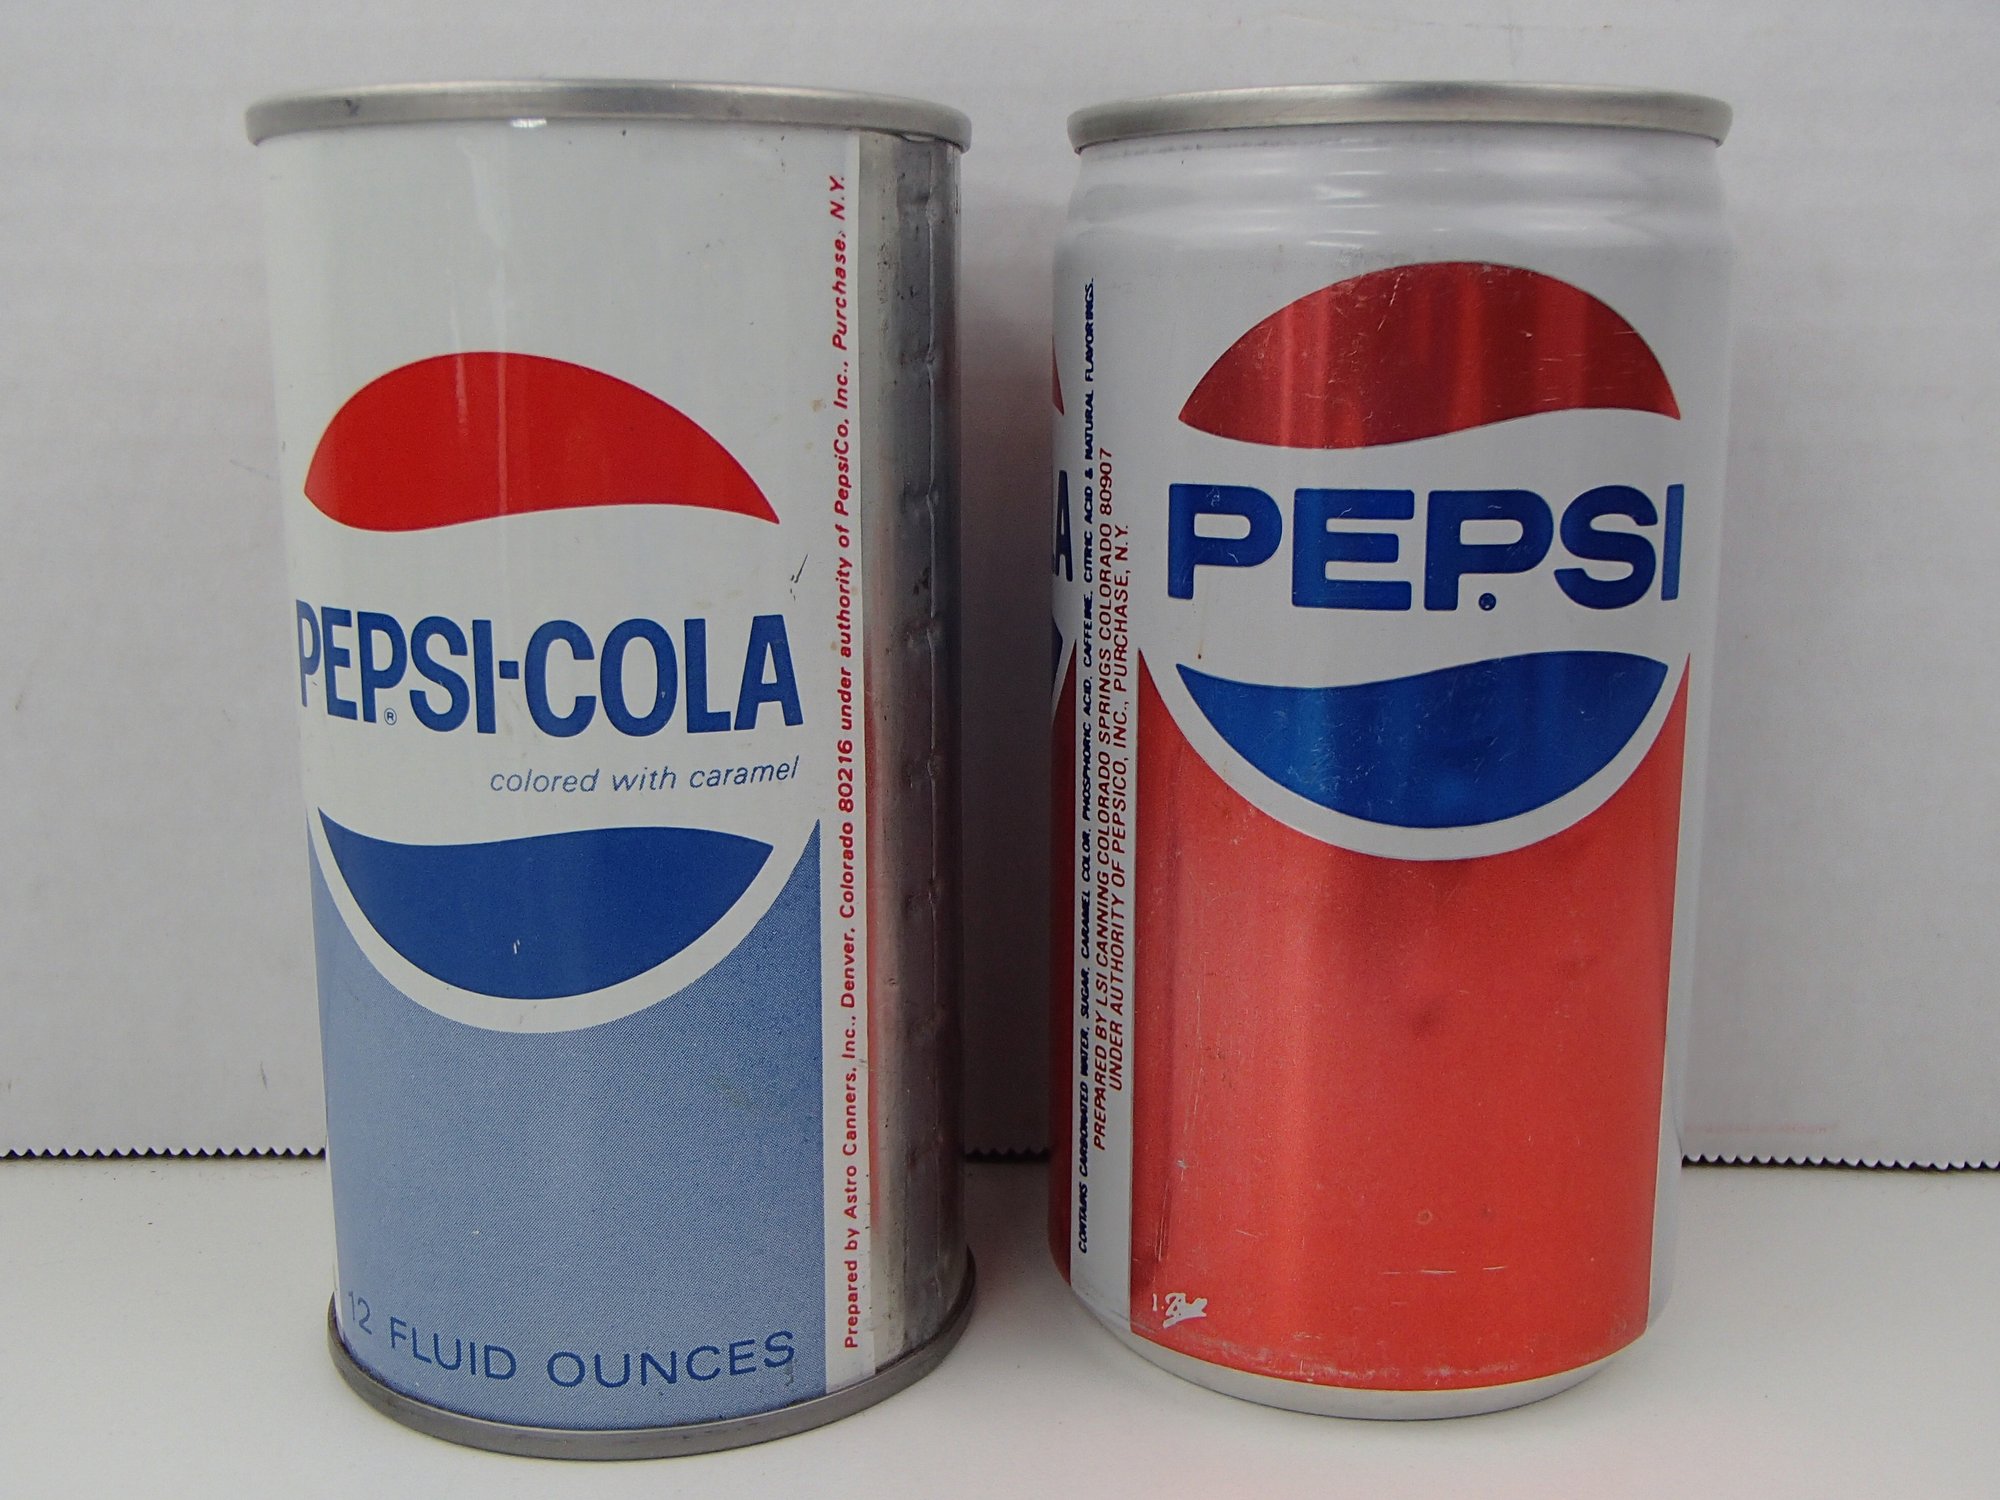 PEPSI-COLA
®
colored with caramel
12 FLUID OUNCES
Prepared by Astro Canners, Inc., Denver, Colorado 80216 under authority of PepsiCo, Inc., Purchase, N.Y.
A
CONTAINS CARBONATED WATER, SUGAR, CARAMEL COLOR, PHOSPHORIC ACID, CAFFEINE, CITRIC ACID & NATURAL FLAVORINGS.
PREPARED BY LSI CANNING COLORADO SPRINGS COLORADO 80907
UNDER AUTHORITY OF PEPSICO, INC., PURCHASE, N.Y.
PEPSI